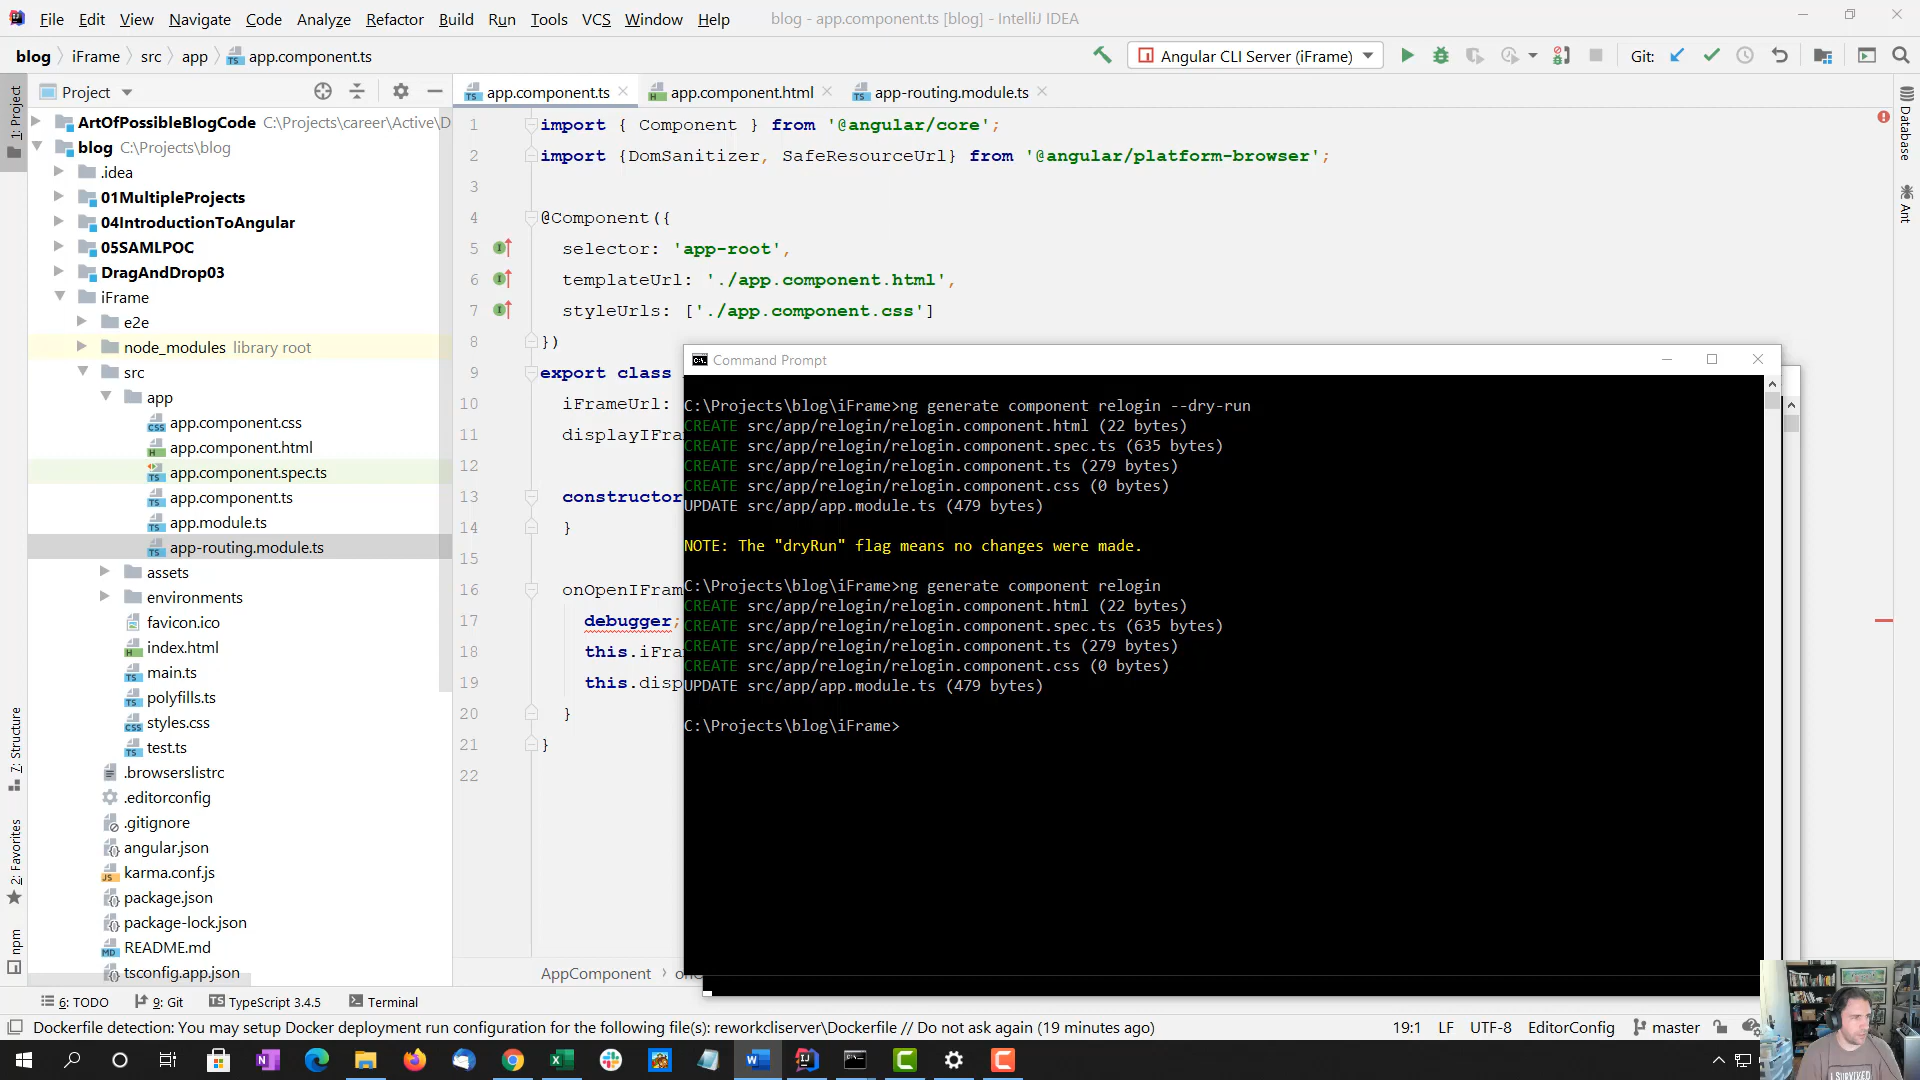 File Edit View Navigate Code Analyze Refactor Build Run Tools VCS Window Help blog - app.component.ts [blog] - IntelliJ IDEA
blog iFrame src app app.component.ts Angular CLI Server (iFrame) Git:
Project app.component.ts app.component.html app-routing.module.ts
1: Project
ArtOfPossibleBlogCode C:\Projects\career\Active\D
blog C:\Projects\blog
.idea
01MultipleProjects
04IntroductionToAngular
05SAMLPOC
DragAndDrop03
iFrame
e2e
node_modules library root
src
app
app.component.css
app.component.html
app.component.spec.ts
app.component.ts
app.module.ts
app-routing.module.ts
assets
environments
favicon.ico
index.html
main.ts
polyfills.ts
styles.css
test.ts
.browserslistrc
.editorconfig
.gitignore
angular.json
karma.conf.js
package.json
package-lock.json
README.md
tsconfig.app.json
7: Structure
2: Favorites
npm
1 import { Component } from '@angular/core';
2 import {DomSanitizer, SafeResourceUrl} from '@angular/platform-browser';
3
4 @Component({
5 selector: 'app-root',
6 templateUrl: './app.component.html',
7 styleUrls: ['./app.component.css']
8 })
9 export class
10 iFrameUrl:
11 displayIFra
12
13 constructor
14 }
15
16 onOpenIFram
17 debugger;
18 this.iFra
19 this.disp
20 }
21 }
22
Database
Ant
Command Prompt
C:\Projects\blog\iFrame>ng generate component relogin --dry-run
CREATE src/app/relogin/relogin.component.html (22 bytes)
CREATE src/app/relogin/relogin.component.spec.ts (635 bytes)
CREATE src/app/relogin/relogin.component.ts (279 bytes)
CREATE src/app/relogin/relogin.component.css (0 bytes)
UPDATE src/app/app.module.ts (479 bytes)
NOTE: The "dryRun" flag means no changes were made.
C:\Projects\blog\iFrame>ng generate component relogin
CREATE src/app/relogin/relogin.component.html (22 bytes)
CREATE src/app/relogin/relogin.component.spec.ts (635 bytes)
CREATE src/app/relogin/relogin.component.ts (279 bytes)
CREATE src/app/relogin/relogin.component.css (0 bytes)
UPDATE src/app/app.module.ts (479 bytes)
C:\Projects\blog\iFrame>
AppComponent
6: TODO 9: Git TypeScript 3.4.5 Terminal
Dockerfile detection: You may setup Docker deployment run configuration for the following file(s): reworkcliserver\Dockerfile // Do not ask again (19 minutes ago) 19:1 LF UTF-8 EditorConfig master
I SURVIVED